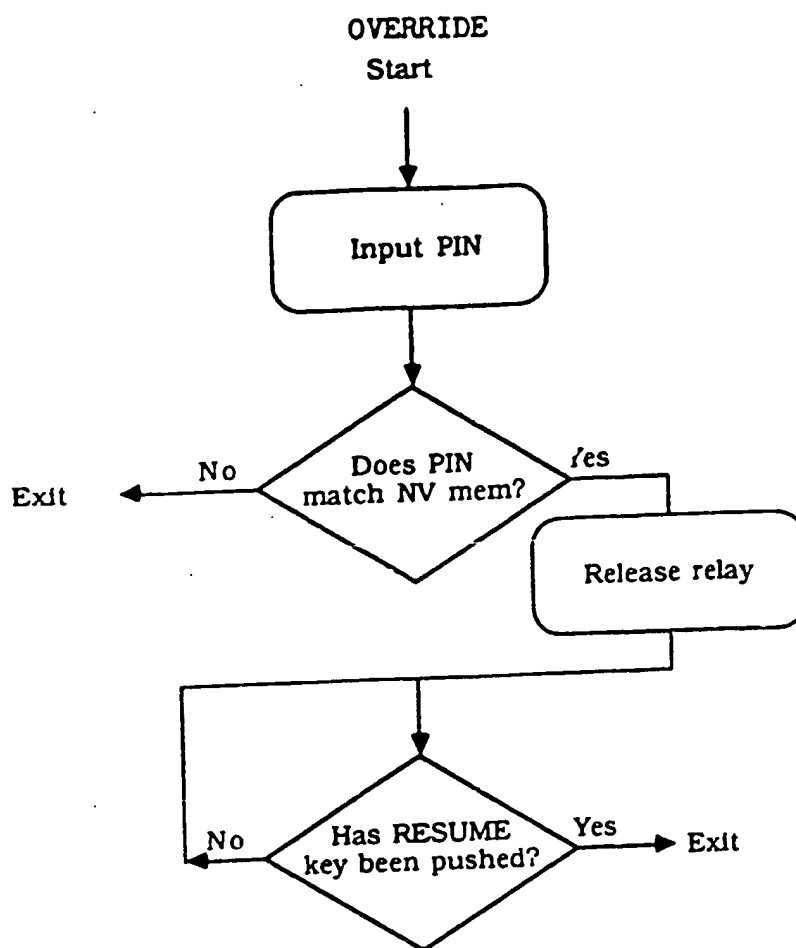 OVERRIDE
Start
Input PIN
Does PIN
match NV mem?
No
Yes
Exit
Release relay
Has RESUME
key been pushed?
No
Yes
Exit